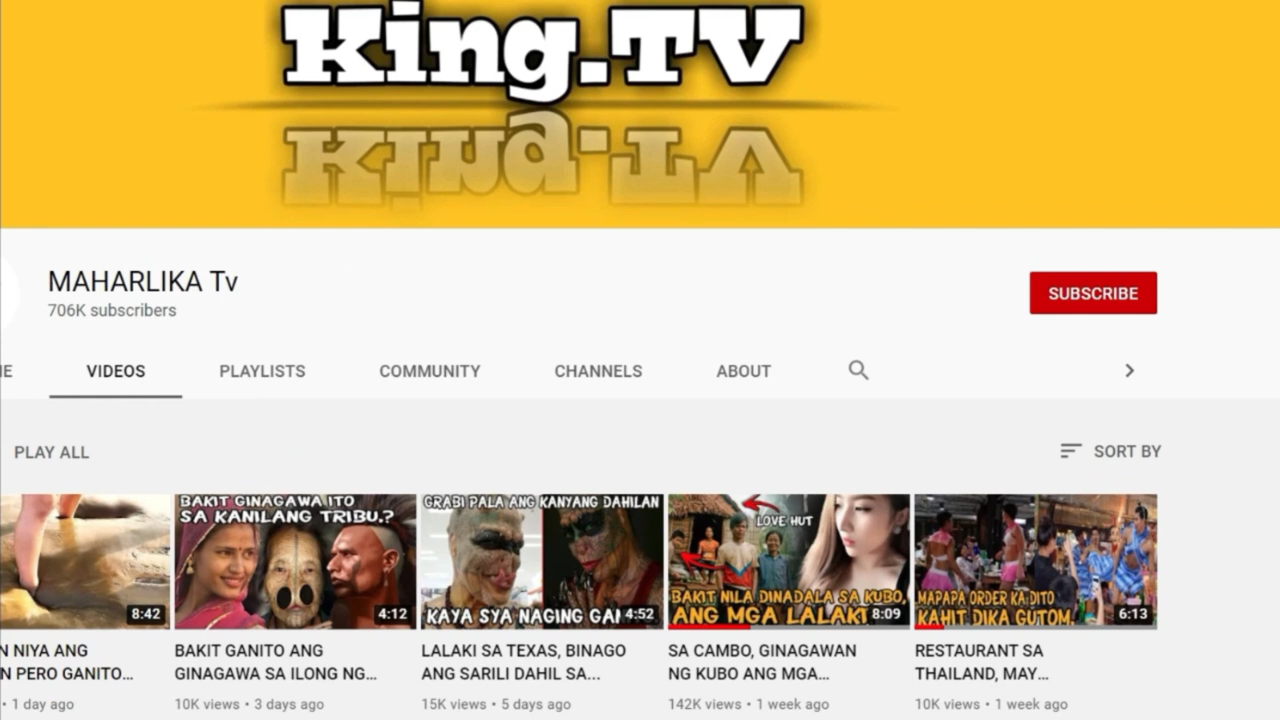 King.TV
MAHARLIKA Tv
706K subscribers
SUBSCRIBE
VIDEOS
PLAYLISTS
COMMUNITY
CHANNELS
ABOUT
PLAY ALL
SORT BY
8:42
BAKIT GINAGAWA ITO
SA KANILANG TRIBU.?
4:12
GRABI PALA ANG KANYANG DAHILAN
KAYA SYA NAGING
4:52
LOVE HUT
BAKIT NILA DINADALA SA KUBO,
ANG MGA LALAKI
8:09
MAPAPA ORDER KA DITO
KAHIT DIKA GUTOM.
6:13
NIYA ANG
PERO GANITO...
• 1 day ago
BAKIT GANITO ANG
GINAGAWA SA ILONG NG...
10K views • 3 days ago
LALAKI SA TEXAS, BINAGO
ANG SARILI DAHIL SA...
15K views • 5 days ago
SA CAMBO, GINAGAWAN
NG KUBO ANG MGA...
142K views • 1 week ago
RESTAURANT SA
THAILAND, MAY...
10K views • 1 week ago